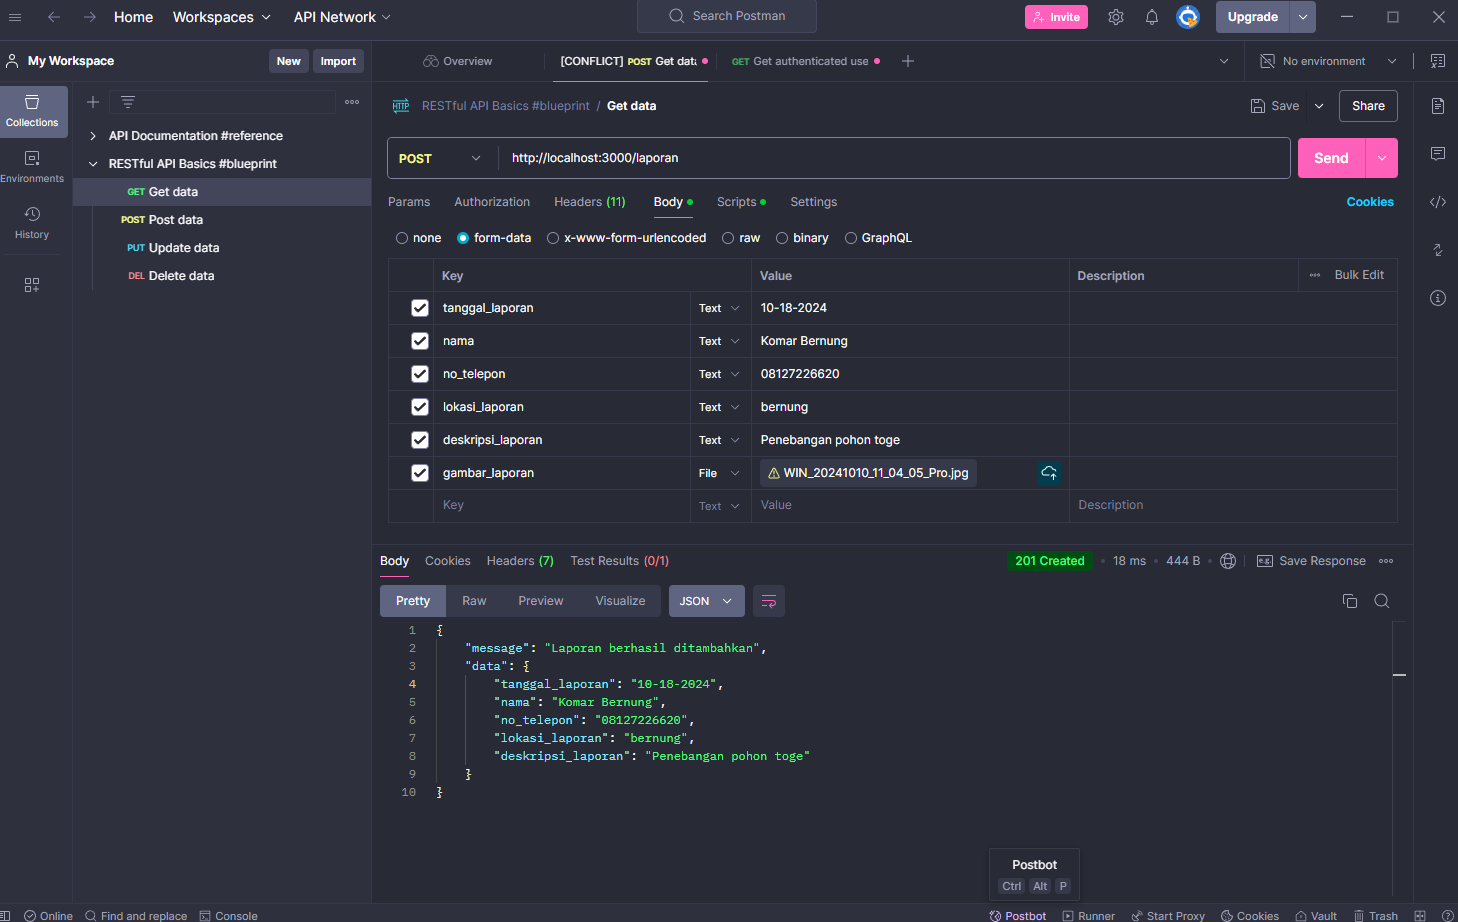 Home Workspaces API Network Search Postman Invite Upgrade
My Workspace New Import Overview [CONFLICT] POST Get data GET Get authenticated use No environment
Collections
Environments
History
API Documentation #reference
RESTful API Basics #blueprint
GET Get data
POST Post data
PUT Update data
DEL Delete data
HTTP RESTful API Basics #blueprint / Get data Save Share
POST http://localhost:3000/laporan Send
Params Authorization Headers (11) Body Scripts Settings Cookies
none form-data x-www-form-urlencoded raw binary GraphQL
Key Value Description Bulk Edit
tanggal_laporan Text 10-18-2024
nama Text Komar Bernung
no_telepon Text 08127226620
lokasi_laporan Text bernung
deskripsi_laporan Text Penebangan pohon toge
gambar_laporan File WIN_20241010_11_04_05_Pro.jpg
Key Text Value Description
Body Cookies Headers (7) Test Results (0/1) 201 Created 18 ms 444 B e.g. Save Response
Pretty Raw Preview Visualize JSON
1 {
2 "message": "Laporan berhasil ditambahkan",
3 "data": {
4 "tanggal_laporan": "10-18-2024",
5 "nama": "Komar Bernung",
6 "no_telepon": "08127226620",
7 "lokasi_laporan": "bernung",
8 "deskripsi_laporan": "Penebangan pohon toge"
9 }
10 }
Postbot
Ctrl Alt P
Online Find and replace Console Postbot Runner Start Proxy Cookies Vault Trash